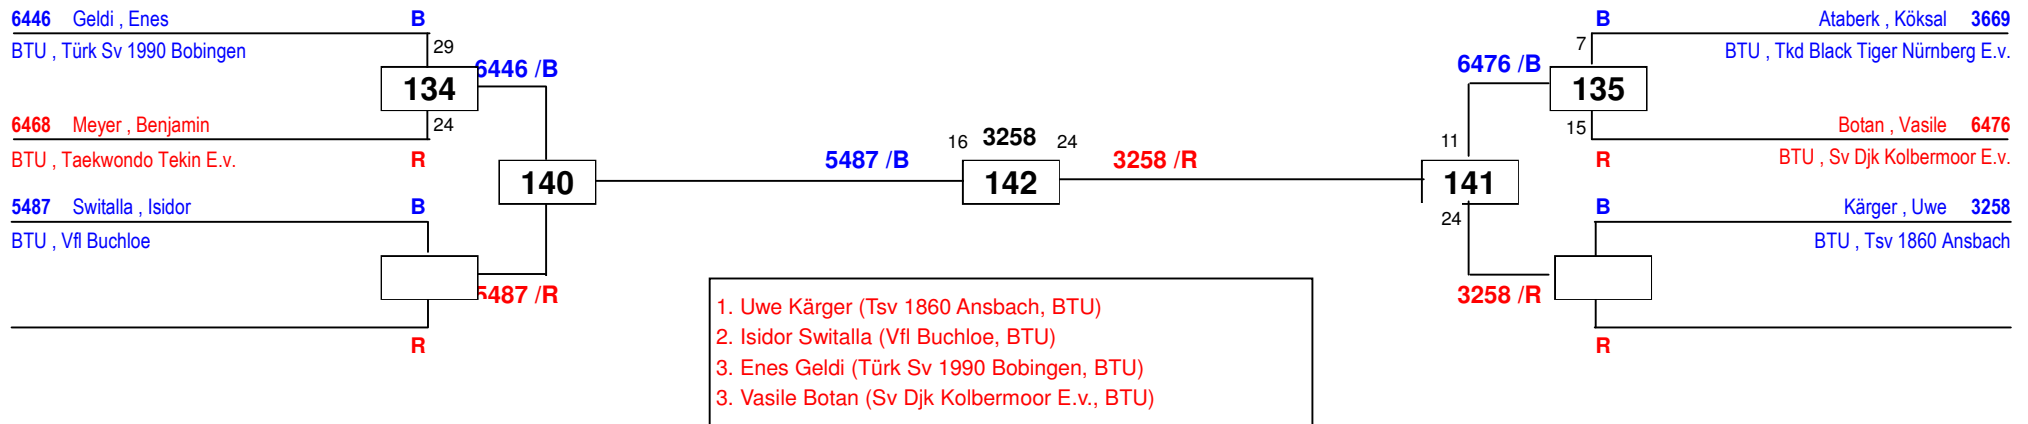 6446 Geldi , Enes B
BTU , Türk Sv 1990 Bobingen
29
134
6446 /B
6468 Meyer , Benjamin
24
BTU , Taekwondo Tekin E.v. R
140
5487 Switalla , Isidor B
BTU , Vfl Buchloe
5487 /R
R
5487 /B
16 3258 24
142
3258 /R
B Ataberk , Köksal 3669
7
BTU , Tkd Black Tiger Nürnberg E.v.
6476 /B
135
Botan , Vasile 6476
15
R BTU , Sv Djk Kolbermoor E.v.
11
141
24
B Kärger , Uwe 3258
BTU , Tsv 1860 Ansbach
3258 /R
R
1. Uwe Kärger (Tsv 1860 Ansbach, BTU)
2. Isidor Switalla (Vfl Buchloe, BTU)
3. Enes Geldi (Türk Sv 1990 Bobingen, BTU)
3. Vasile Botan (Sv Djk Kolbermoor E.v., BTU)